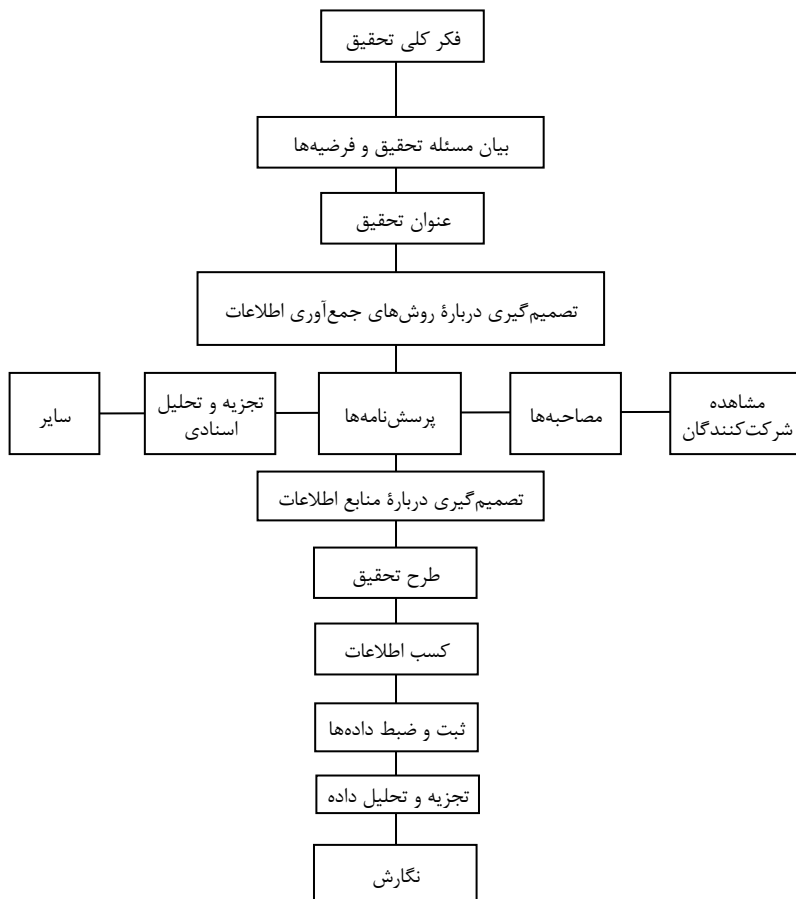 فکر کلی تحقیق
بیان مسئله تحقیق و فرضیه‌ها
عنوان تحقیق
تصمیم‌گیری دربارۀ روش‌های جمع‌آوری اطلاعات
مشاهده
شرکت‌کنندگان
مصاحبه‌ها
پرسش‌نامه‌ها
تجزیه و تحلیل
اسنادی
سایر
تصمیم‌گیری دربارۀ منابع اطلاعات
طرح تحقیق
کسب اطلاعات
ثبت و ضبط داده‌ها
تجزیه و تحلیل داده
نگارش